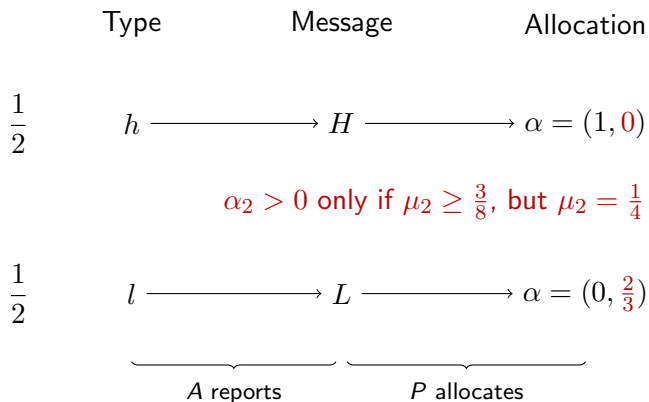 Type Message Allocation
1/2 h H α = (1, 0)
α₂ > 0 only if μ₂ ≥ 3/8, but μ₂ = 1/4
1/2 l L α = (0, 2/3)
A reports P allocates